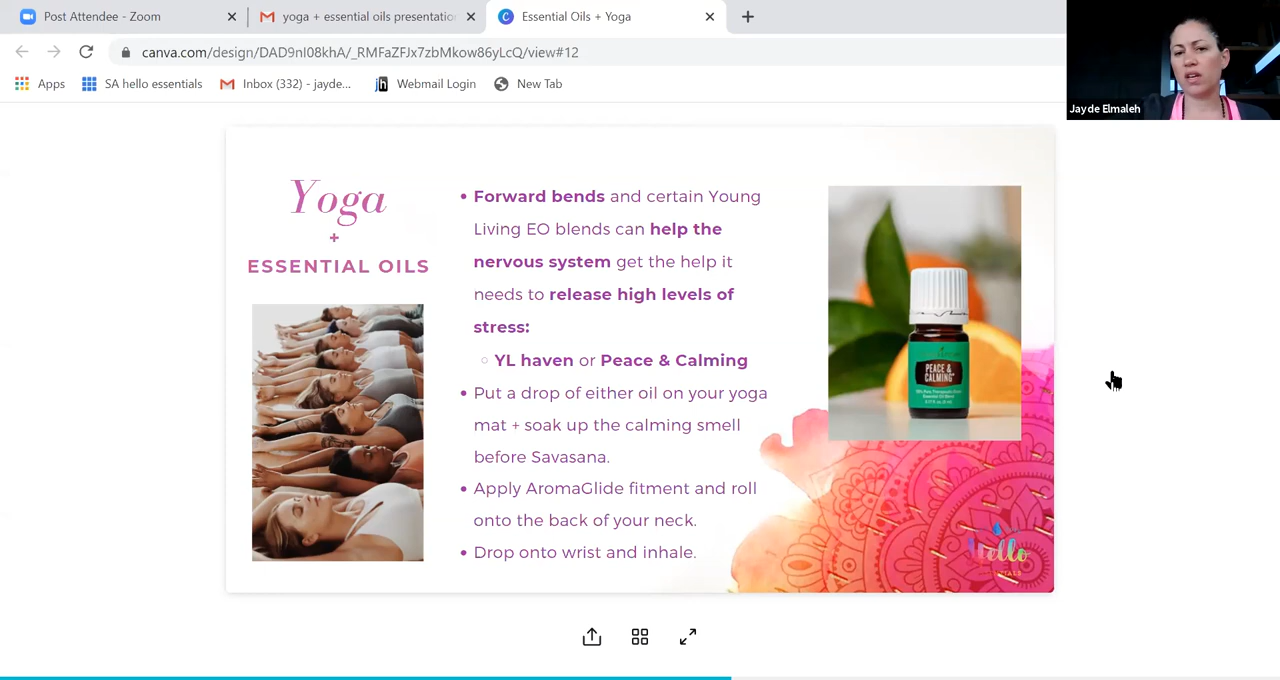 Post Attendee - Zoom
yoga + essential oils presentatio
Essential Oils + Yoga
canva.com/design/DAD9nI08khA/_RMFaZFJx7zbMkow86yLcQ/view#12
Apps
SA hello essentials
Inbox (332) - jayde...
jh
Webmail Login
New Tab
Jayde Elmaleh
Yoga
+
ESSENTIAL OILS
• Forward bends and certain Young
Living EO blends can help the
nervous system get the help it
needs to release high levels of
stress:
○ YL haven or Peace & Calming
• Put a drop of either oil on your yoga
mat + soak up the calming smell
before Savasana.
• Apply AromaGlide fitment and roll
onto the back of your neck.
• Drop onto wrist and inhale.
PEACE &
CALMING
hello